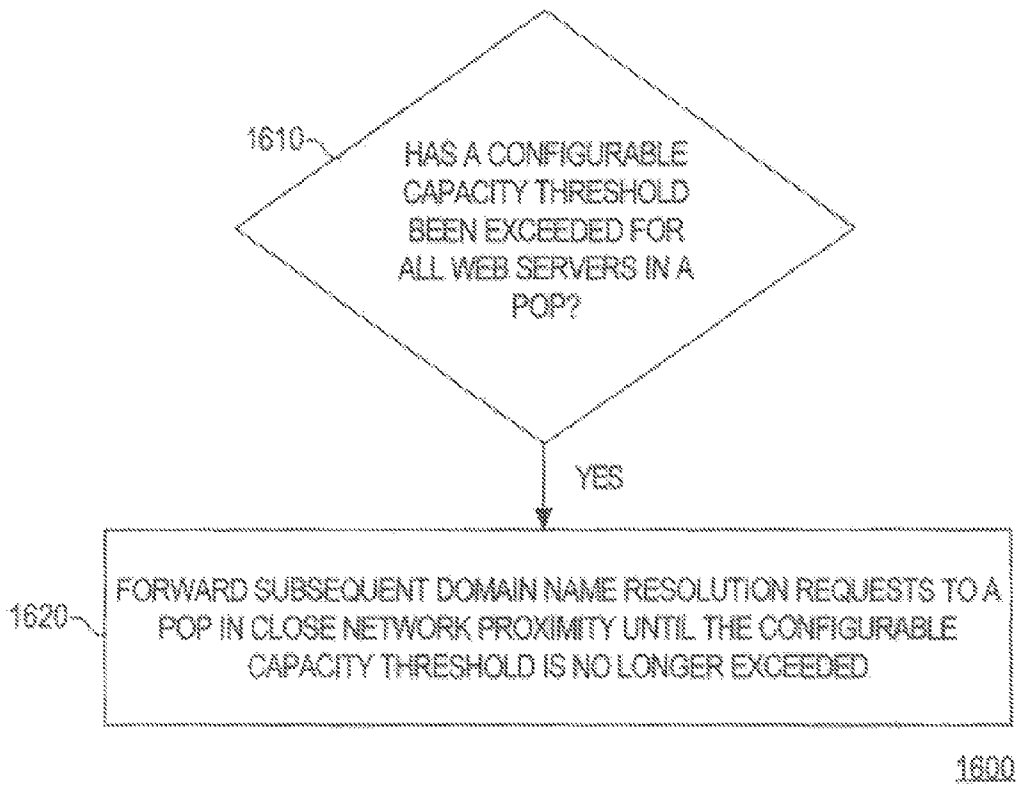 1610
HAS A CONFIGURABLE
CAPACITY THRESHOLD
BEEN EXCEEDED FOR
ALL WEB SERVERS IN A
POP?
YES
1620
FORWARD SUBSEQUENT DOMAIN NAME RESOLUTION REQUESTS TO A
POP IN CLOSE NETWORK PROXIMITY UNTIL THE CONFIGURABLE
CAPACITY THRESHOLD IS NO LONGER EXCEEDED
1600